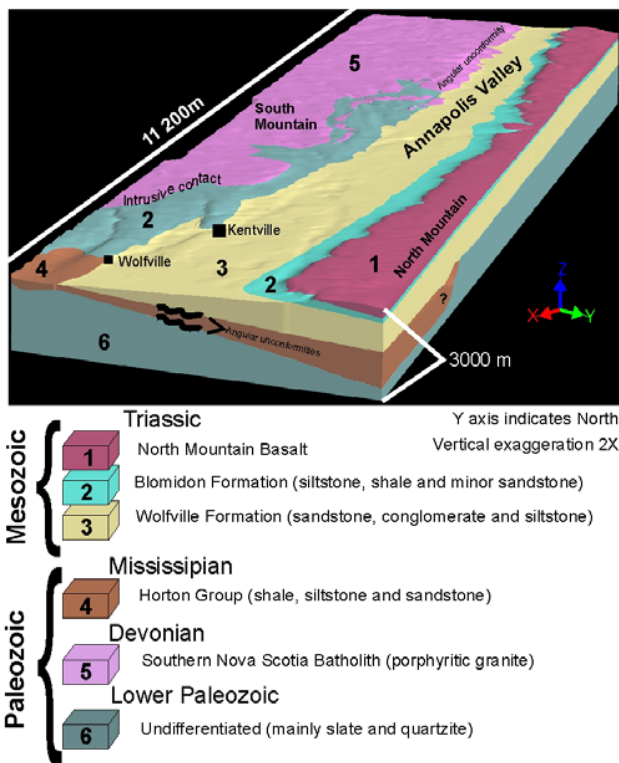 5
Angular unconformity
South
Mountain
Annapolis Valley
11 200m
Intrusive contact
2
Kentville
4
Wolfville
3
2
1
North Mountain
?
Z
X
Y
6
Angular unconformities
3000 m
Mesozoic
Triassic
Y axis indicates North
1 North Mountain Basalt
Vertical exaggeration 2X
2 Blomidon Formation (siltstone, shale and minor sandstone)
3 Wolfville Formation (sandstone, conglomerate and siltstone)
Paleozoic
Mississipian
4 Horton Group (shale, siltstone and sandstone)
Devonian
5 Southern Nova Scotia Batholith (porphyritic granite)
Lower Paleozoic
6 Undifferentiated (mainly slate and quartzite)